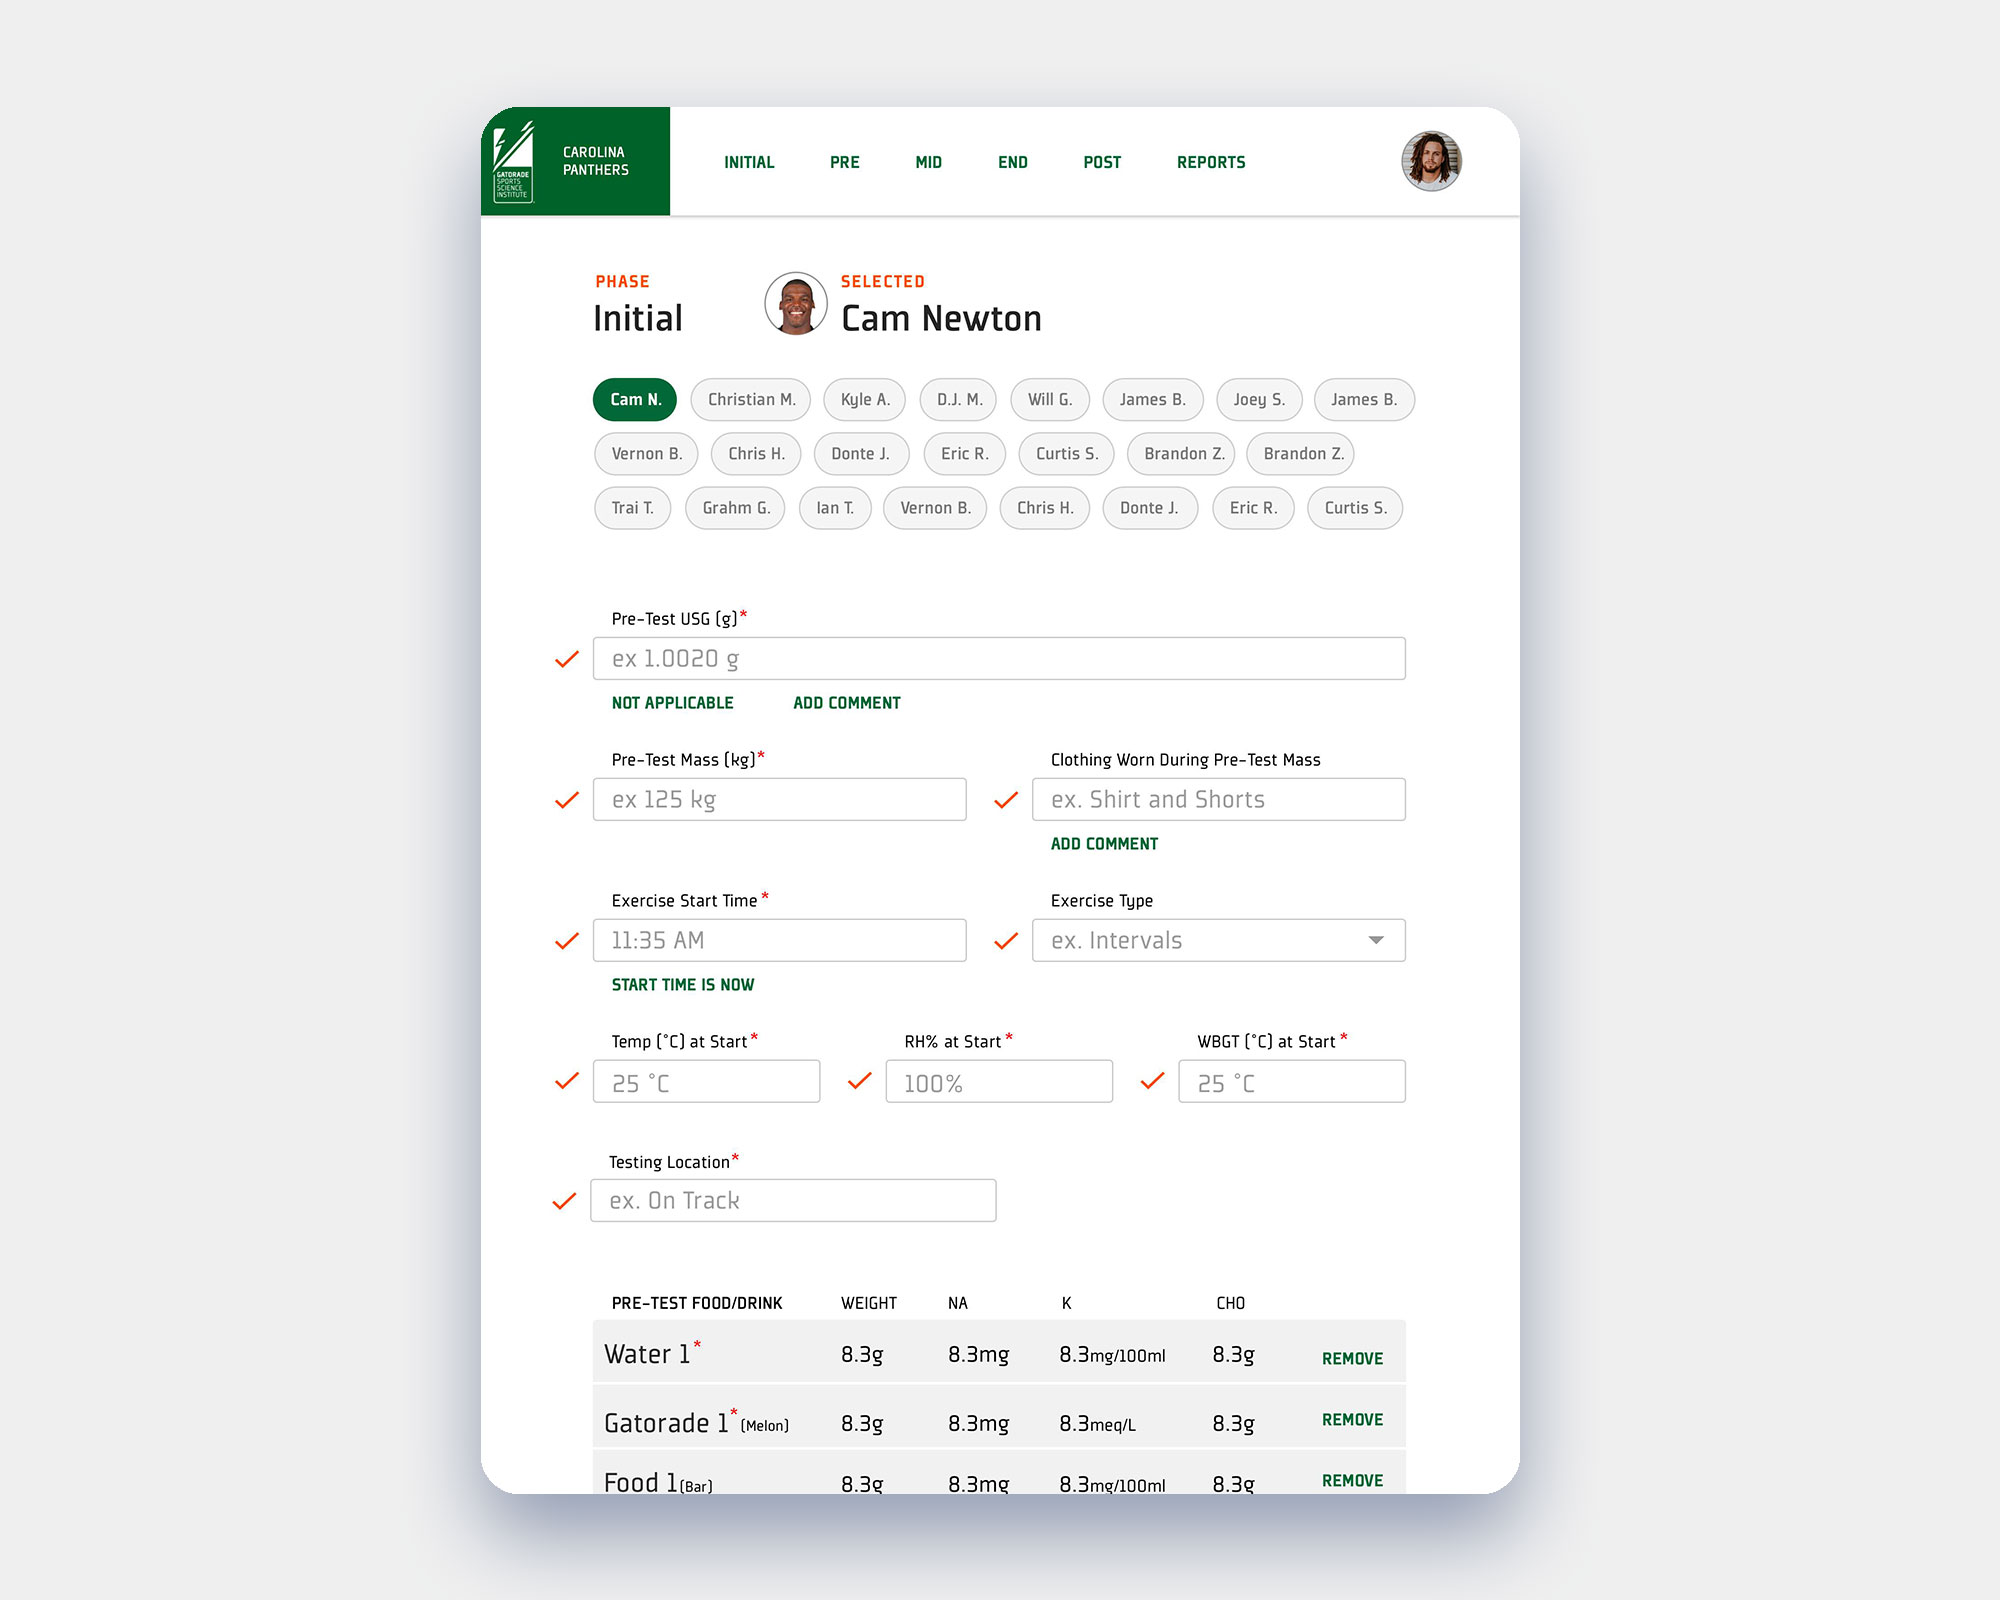 GATORADE
SPORTS
SCIENCE
INSTITUTE
CAROLINA
PANTHERS
INITIAL PRE MID END POST REPORTS
PHASE
Initial
SELECTED
Cam Newton
Cam N. Christian M. Kyle A. D.J. M. Will G. James B. Joey S. James B.
Vernon B. Chris H. Donte J. Eric R. Curtis S. Brandon Z. Brandon Z.
Trai T. Grahm G. Ian T. Vernon B. Chris H. Donte J. Eric R. Curtis S.
Pre-Test USG (g)*
ex 1.0020 g
NOT APPLICABLE ADD COMMENT
Pre-Test Mass (kg)* Clothing Worn During Pre-Test Mass
ex 125 kg ex. Shirt and Shorts
ADD COMMENT
Exercise Start Time* Exercise Type
11:35 AM ex. Intervals
START TIME IS NOW
Temp (°C) at Start* RH% at Start* WBGT (°C) at Start*
25 °C 100% 25 °C
Testing Location*
ex. On Track
PRE-TEST FOOD/DRINK WEIGHT NA K CHO
Water 1* 8.3g 8.3mg 8.3mg/100ml 8.3g REMOVE
Gatorade 1* (Melon) 8.3g 8.3mg 8.3meq/L 8.3g REMOVE
Food 1(Bar) 8.3g 8.3mg 8.3mg/100ml 8.3g REMOVE